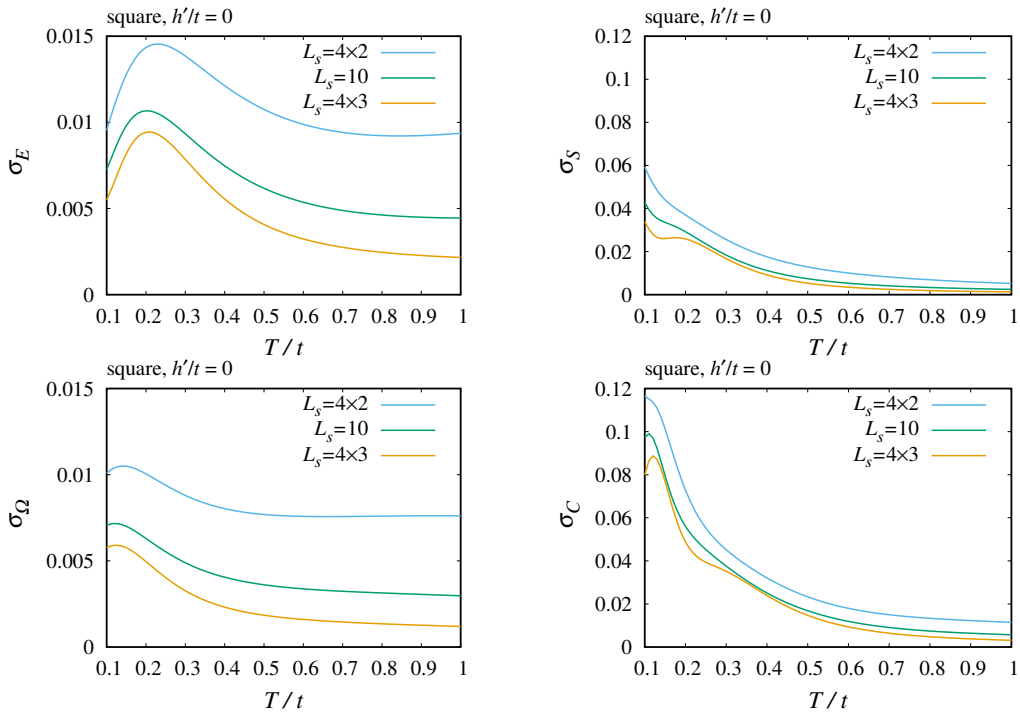 square, h′/t = 0
0.015
0.01
0.005
0
σ_E
L_s=4×2
L_s=10
L_s=4×3
0.1 0.2 0.3 0.4 0.5 0.6 0.7 0.8 0.9 1
T / t
square, h′/t = 0
0.12
0.1
0.08
0.06
0.04
0.02
0
σ_S
L_s=4×2
L_s=10
L_s=4×3
0.1 0.2 0.3 0.4 0.5 0.6 0.7 0.8 0.9 1
T / t
square, h′/t = 0
0.015
0.01
0.005
0
σ_Ω
L_s=4×2
L_s=10
L_s=4×3
0.1 0.2 0.3 0.4 0.5 0.6 0.7 0.8 0.9 1
T / t
square, h′/t = 0
0.12
0.1
0.08
0.06
0.04
0.02
0
σ_C
L_s=4×2
L_s=10
L_s=4×3
0.1 0.2 0.3 0.4 0.5 0.6 0.7 0.8 0.9 1
T / t